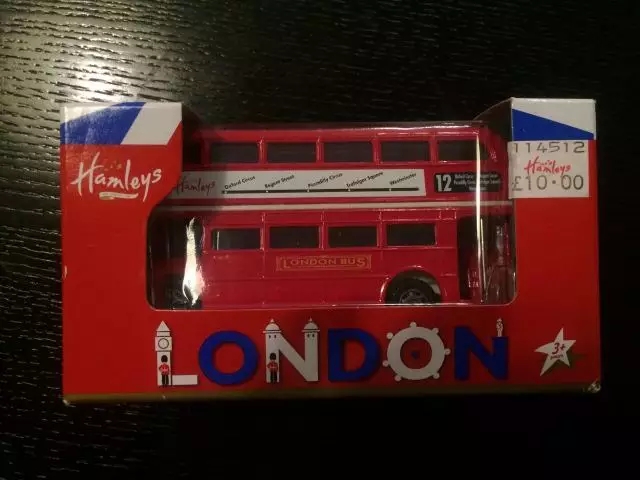 Hamleys
Hamleys Oxford Circus Regent Street Piccadilly Circus Trafalgar Square Westminster
12
114512
Hamleys
£10.00
LONDON BUS
LONDON
3+